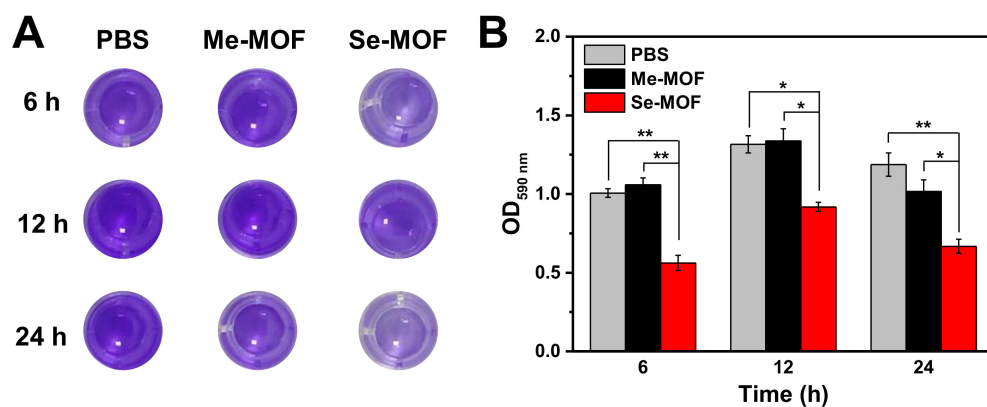 A
PBS Me-MOF Se-MOF
6 h
12 h
24 h
B
2.0
1.5
1.0
0.5
0.0
OD590 nm
PBS
Me-MOF
Se-MOF
**
**
*
*
**
*
6 12 24
Time (h)